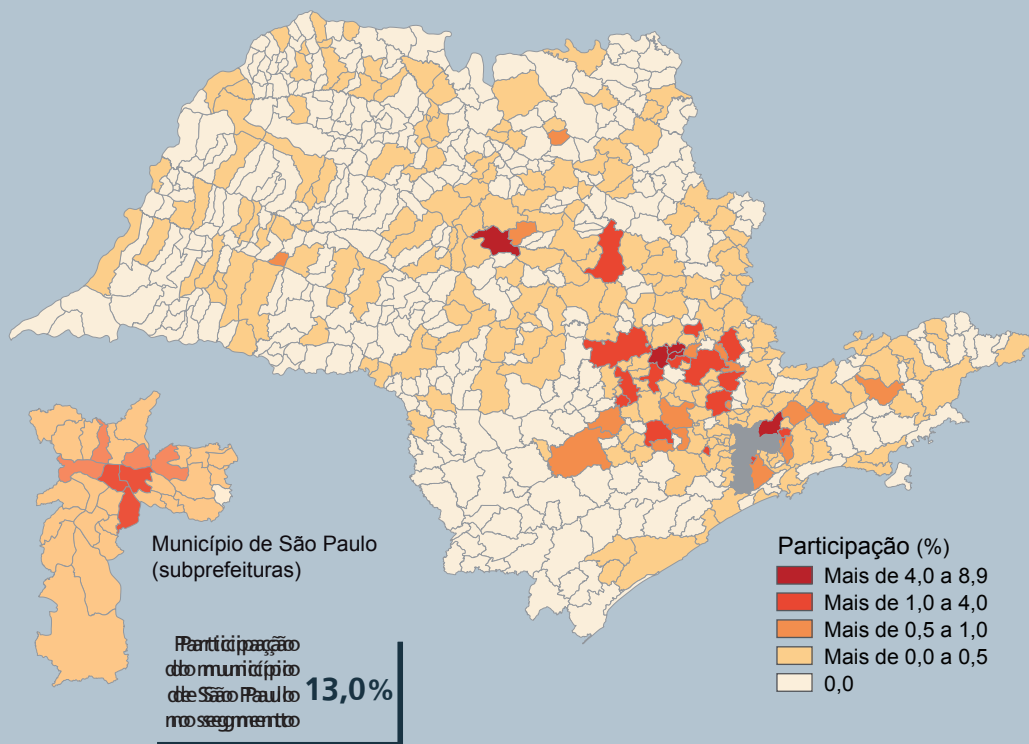 Município de São Paulo
(subprefeituras)
Participação
do município
de São Paulo
no segmento
13,0%
Participação (%)
Mais de 4,0 a 8,9
Mais de 1,0 a 4,0
Mais de 0,5 a 1,0
Mais de 0,0 a 0,5
0,0